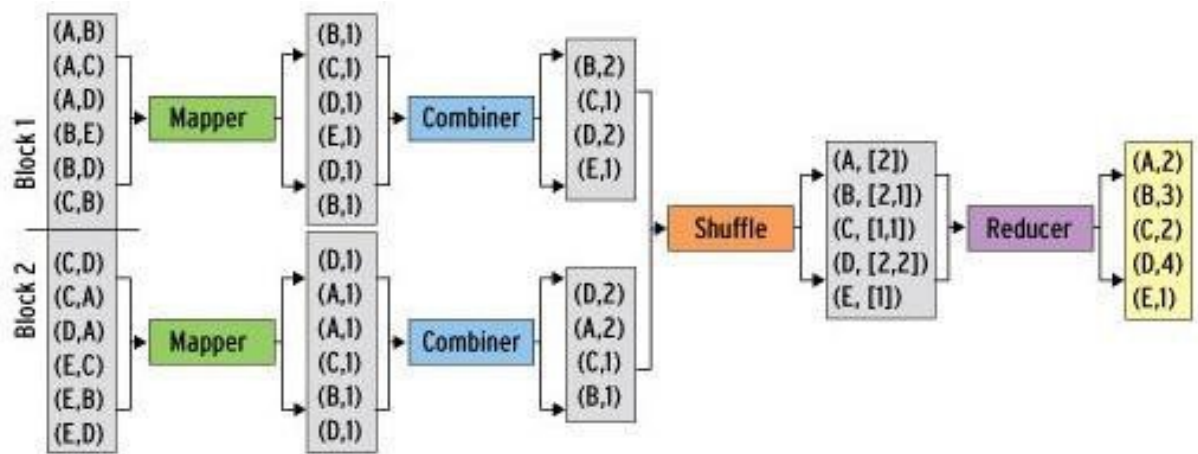 Block 1
(A,B)
(A,C)
(A,D)
(B,E)
(B,D)
(C,B)
Mapper
(B,1)
(C,1)
(D,1)
(E,1)
(D,1)
(B,1)
Combiner
(B,2)
(C,1)
(D,2)
(E,1)
Block 2
(C,D)
(C,A)
(D,A)
(E,C)
(E,B)
(E,D)
Mapper
(D,1)
(A,1)
(A,1)
(C,1)
(B,1)
(D,1)
Combiner
(D,2)
(A,2)
(C,1)
(B,1)
Shuffle
(A, [2])
(B, [2,1])
(C, [1,1])
(D, [2,2])
(E, [1])
Reducer
(A,2)
(B,3)
(C,2)
(D,4)
(E,1)